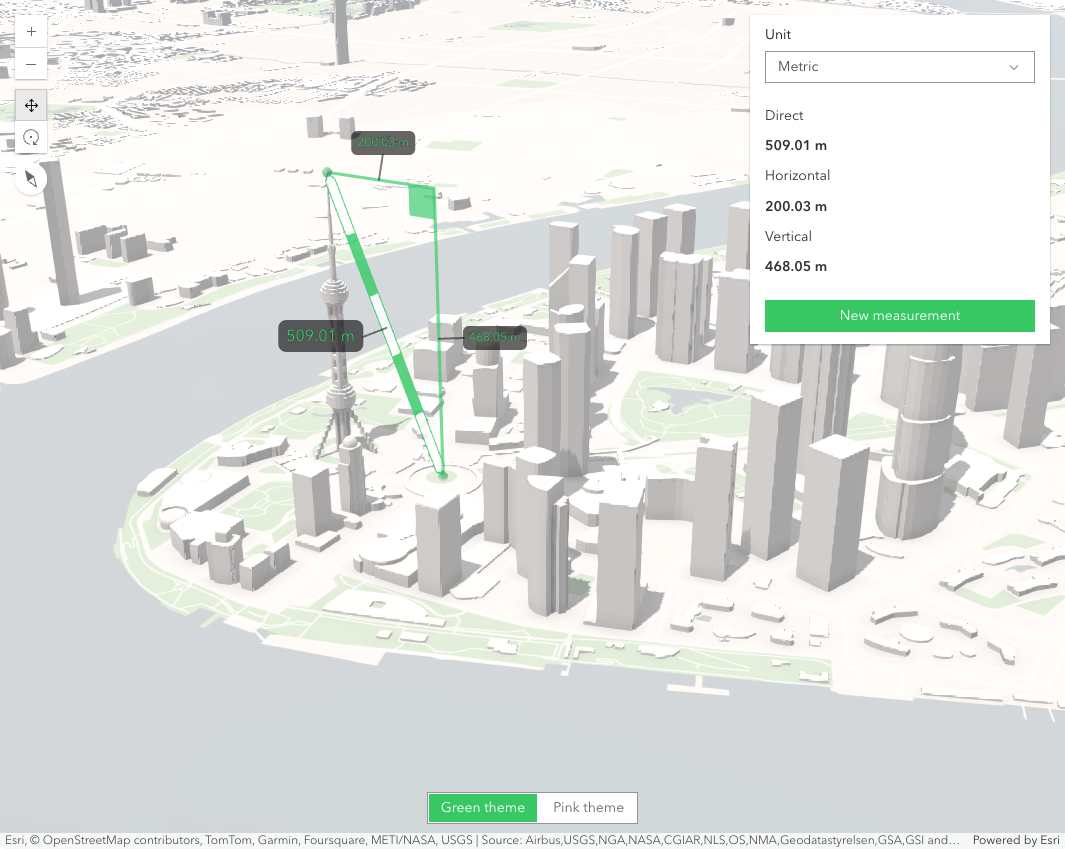 +
−
Unit
Metric
Direct
509.01 m
Horizontal
200.03 m
Vertical
468.05 m
New measurement
200.03 m
509.01 m
468.05 m
Green theme
Pink theme
Esri, © OpenStreetMap contributors, TomTom, Garmin, Foursquare, METI/NASA, USGS | Source: Airbus,USGS,NGA,NASA,CGIAR,NLS,OS,NMA,Geodatastyrelsen,GSA,GSI and…
Powered by Esri